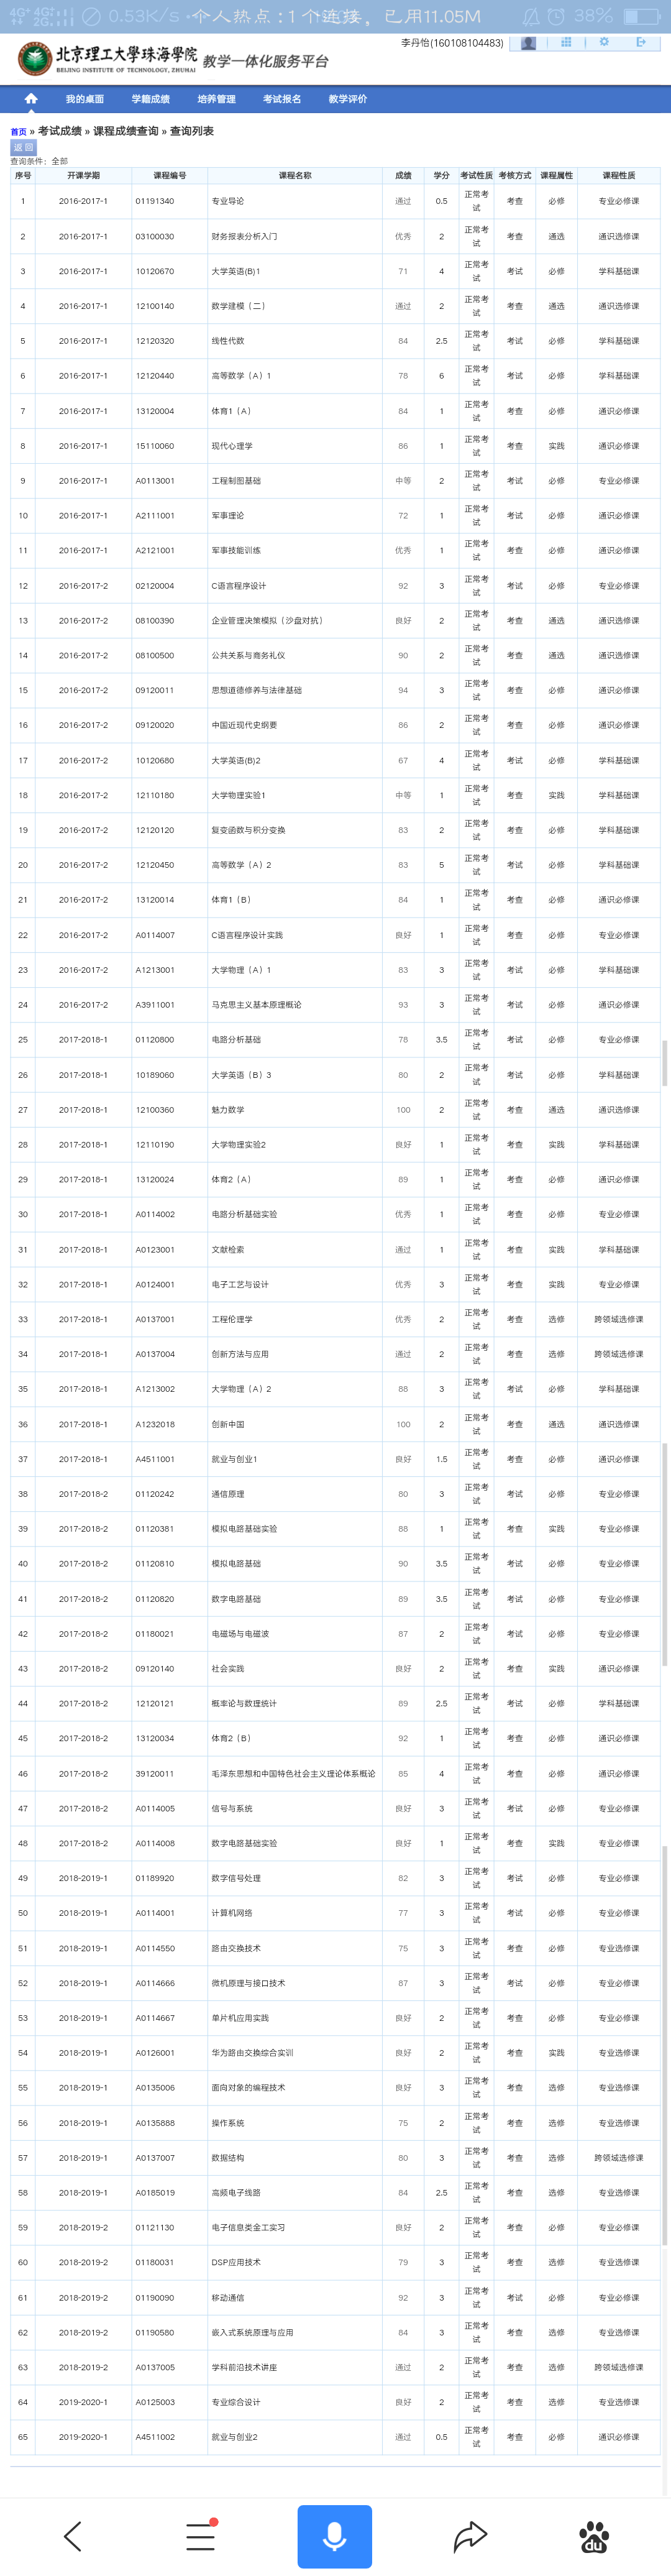 4G 2G 0.53K/s 个人热点：1 个连接，已用11.05M 38%
北京理工大學珠海學院 教学一体化服务平台
BEIJING INSTITUTE OF TECHNOLOGY, ZHUHAI
李丹怡(160108104483)
我的桌面 学籍成绩 培养管理 考试报名 教学评价
首页 » 考试成绩 » 课程成绩查询 » 查询列表
返 回
查询条件：全部
序号 开课学期 课程编号 课程名称 成绩 学分 考试性质 考核方式 课程属性 课程性质
1 2016-2017-1 01191340 专业导论 通过 0.5 正常考试 考查 必修 专业必修课
2 2016-2017-1 03100030 财务报表分析入门 优秀 2 正常考试 考查 通选 通识选修课
3 2016-2017-1 10120670 大学英语(B)1 71 4 正常考试 考试 必修 学科基础课
4 2016-2017-1 12100140 数学建模（二） 通过 2 正常考试 考查 通选 通识选修课
5 2016-2017-1 12120320 线性代数 84 2.5 正常考试 考试 必修 学科基础课
6 2016-2017-1 12120440 高等数学（A）1 78 6 正常考试 考试 必修 学科基础课
7 2016-2017-1 13120004 体育1（A） 84 1 正常考试 考查 必修 通识必修课
8 2016-2017-1 15110060 现代心理学 86 1 正常考试 考查 实践 通识必修课
9 2016-2017-1 A0113001 工程制图基础 中等 2 正常考试 考试 必修 专业必修课
10 2016-2017-1 A2111001 军事理论 72 1 正常考试 考试 必修 通识必修课
11 2016-2017-1 A2121001 军事技能训练 优秀 1 正常考试 考查 必修 通识必修课
12 2016-2017-2 02120004 C语言程序设计 92 3 正常考试 考试 必修 专业必修课
13 2016-2017-2 08100390 企业管理决策模拟（沙盘对抗） 良好 2 正常考试 考查 通选 通识选修课
14 2016-2017-2 08100500 公共关系与商务礼仪 90 2 正常考试 考查 通选 通识选修课
15 2016-2017-2 09120011 思想道德修养与法律基础 94 3 正常考试 考查 必修 通识必修课
16 2016-2017-2 09120020 中国近现代史纲要 86 2 正常考试 考查 必修 通识必修课
17 2016-2017-2 10120680 大学英语(B)2 67 4 正常考试 考试 必修 学科基础课
18 2016-2017-2 12110180 大学物理实验1 中等 1 正常考试 考查 实践 学科基础课
19 2016-2017-2 12120120 复变函数与积分变换 83 2 正常考试 考查 必修 学科基础课
20 2016-2017-2 12120450 高等数学（A）2 83 5 正常考试 考试 必修 学科基础课
21 2016-2017-2 13120014 体育1（B） 84 1 正常考试 考查 必修 通识必修课
22 2016-2017-2 A0114007 C语言程序设计实践 良好 1 正常考试 考查 必修 专业必修课
23 2016-2017-2 A1213001 大学物理（A）1 83 3 正常考试 考试 必修 学科基础课
24 2016-2017-2 A3911001 马克思主义基本原理概论 93 3 正常考试 考试 必修 通识必修课
25 2017-2018-1 01120800 电路分析基础 78 3.5 正常考试 考试 必修 专业必修课
26 2017-2018-1 10189060 大学英语（B）3 80 2 正常考试 考试 必修 学科基础课
27 2017-2018-1 12100360 魅力数学 100 2 正常考试 考查 通选 通识选修课
28 2017-2018-1 12110190 大学物理实验2 良好 1 正常考试 考查 实践 学科基础课
29 2017-2018-1 13120024 体育2（A） 89 1 正常考试 考查 必修 通识必修课
30 2017-2018-1 A0114002 电路分析基础实验 优秀 1 正常考试 考查 必修 专业必修课
31 2017-2018-1 A0123001 文献检索 通过 1 正常考试 考查 实践 学科基础课
32 2017-2018-1 A0124001 电子工艺与设计 优秀 3 正常考试 考查 实践 专业必修课
33 2017-2018-1 A0137001 工程伦理学 优秀 2 正常考试 考查 选修 跨领域选修课
34 2017-2018-1 A0137004 创新方法与应用 通过 2 正常考试 考查 选修 跨领域选修课
35 2017-2018-1 A1213002 大学物理（A）2 88 3 正常考试 考试 必修 学科基础课
36 2017-2018-1 A1232018 创新中国 100 2 正常考试 考查 通选 通识选修课
37 2017-2018-1 A4511001 就业与创业1 良好 1.5 正常考试 考查 必修 通识必修课
38 2017-2018-2 01120242 通信原理 80 3 正常考试 考试 必修 专业必修课
39 2017-2018-2 01120381 模拟电路基础实验 88 1 正常考试 考查 实践 专业必修课
40 2017-2018-2 01120810 模拟电路基础 90 3.5 正常考试 考试 必修 专业必修课
41 2017-2018-2 01120820 数字电路基础 89 3.5 正常考试 考试 必修 专业必修课
42 2017-2018-2 01180021 电磁场与电磁波 87 2 正常考试 考试 必修 专业必修课
43 2017-2018-2 09120140 社会实践 良好 2 正常考试 考查 实践 通识必修课
44 2017-2018-2 12120121 概率论与数理统计 89 2.5 正常考试 考试 必修 学科基础课
45 2017-2018-2 13120034 体育2（B） 92 1 正常考试 考查 必修 通识必修课
46 2017-2018-2 39120011 毛泽东思想和中国特色社会主义理论体系概论 85 4 正常考试 考查 必修 通识必修课
47 2017-2018-2 A0114005 信号与系统 良好 3 正常考试 考试 必修 专业必修课
48 2017-2018-2 A0114008 数字电路基础实验 良好 1 正常考试 考查 实践 专业必修课
49 2018-2019-1 01189920 数字信号处理 82 3 正常考试 考试 必修 专业必修课
50 2018-2019-1 A0114001 计算机网络 77 3 正常考试 考试 必修 专业必修课
51 2018-2019-1 A0114550 路由交换技术 75 3 正常考试 考查 必修 专业选修课
52 2018-2019-1 A0114666 微机原理与接口技术 87 3 正常考试 考试 必修 专业必修课
53 2018-2019-1 A0114667 单片机应用实践 良好 2 正常考试 考查 必修 专业必修课
54 2018-2019-1 A0126001 华为路由交换综合实训 良好 2 正常考试 考查 实践 专业选修课
55 2018-2019-1 A0135006 面向对象的编程技术 良好 3 正常考试 考查 选修 专业选修课
56 2018-2019-1 A0135888 操作系统 75 2 正常考试 考查 选修 专业选修课
57 2018-2019-1 A0137007 数据结构 80 3 正常考试 考查 选修 跨领域选修课
58 2018-2019-1 A0185019 高频电子线路 84 2.5 正常考试 考查 选修 专业选修课
59 2018-2019-2 01121130 电子信息类金工实习 良好 2 正常考试 考查 必修 专业必修课
60 2018-2019-2 01180031 DSP应用技术 79 3 正常考试 考查 选修 专业选修课
61 2018-2019-2 01190090 移动通信 92 3 正常考试 考试 必修 专业必修课
62 2018-2019-2 01190580 嵌入式系统原理与应用 84 3 正常考试 考查 选修 专业选修课
63 2018-2019-2 A0137005 学科前沿技术讲座 通过 2 正常考试 考查 选修 跨领域选修课
64 2019-2020-1 A0125003 专业综合设计 良好 2 正常考试 考查 选修 专业选修课
65 2019-2020-1 A4511002 就业与创业2 通过 0.5 正常考试 考查 必修 通识必修课
du